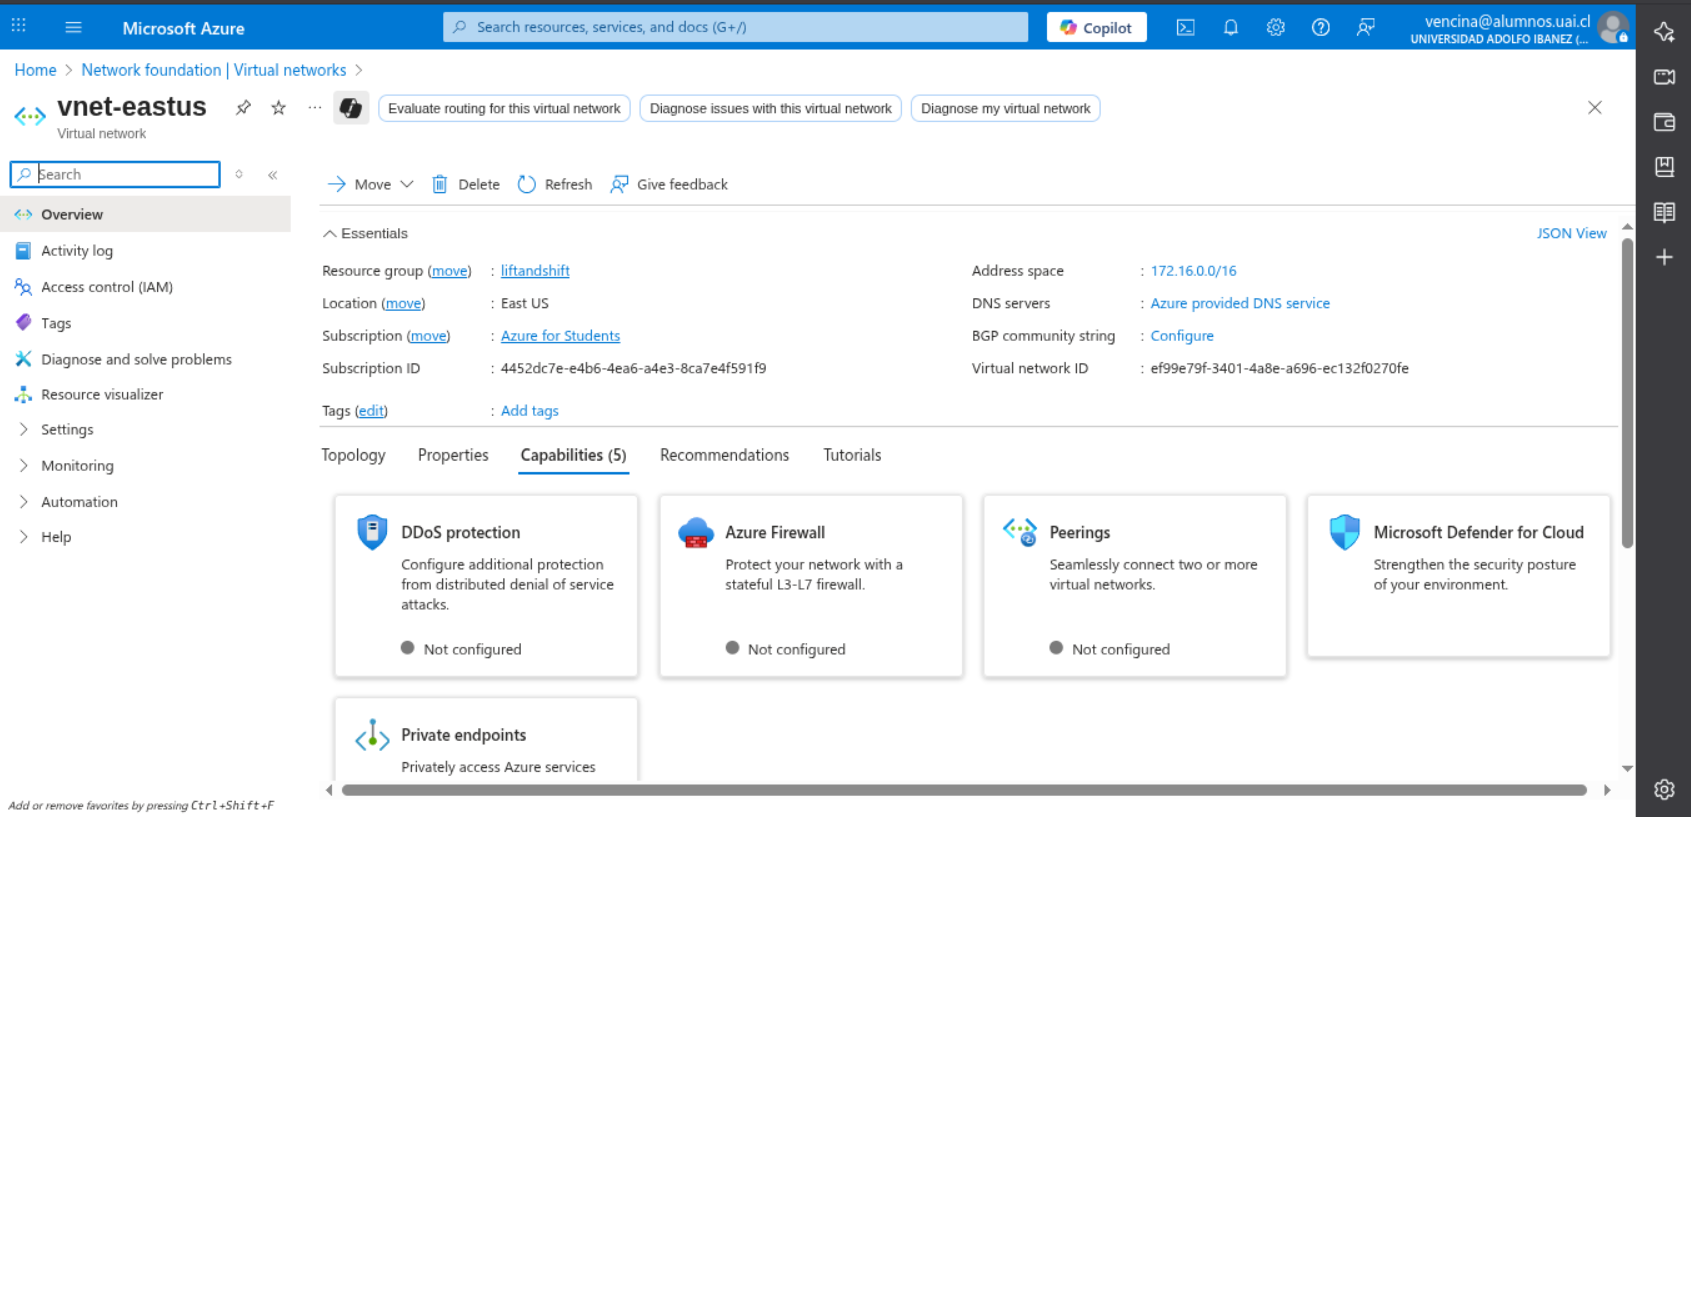 Microsoft Azure
Search resources, services, and docs (G+/)
Copilot
vencina@alumnos.uai.cl
UNIVERSIDAD ADOLFO IBANEZ (...
Home > Network foundation | Virtual networks >
vnet-eastus
Virtual network
...
Evaluate routing for this virtual network
Diagnose issues with this virtual network
Diagnose my virtual network
Search
Overview
Activity log
Access control (IAM)
Tags
Diagnose and solve problems
Resource visualizer
Settings
Monitoring
Automation
Help
Add or remove favorites by pressing Ctrl+Shift+F
Move
Delete
Refresh
Give feedback
Essentials
JSON View
Resource group (move) : liftandshift
Location (move) : East US
Subscription (move) : Azure for Students
Subscription ID : 4452dc7e-e4b6-4ea6-a4e3-8ca7e4f591f9
Tags (edit) : Add tags
Address space : 172.16.0.0/16
DNS servers : Azure provided DNS service
BGP community string : Configure
Virtual network ID : ef99e79f-3401-4a8e-a696-ec132f0270fe
Topology
Properties
Capabilities (5)
Recommendations
Tutorials
DDoS protection
Configure additional protection
from distributed denial of service
attacks.
Not configured
Azure Firewall
Protect your network with a
stateful L3-L7 firewall.
Not configured
Peerings
Seamlessly connect two or more
virtual networks.
Not configured
Microsoft Defender for Cloud
Strengthen the security posture
of your environment.
Private endpoints
Privately access Azure services